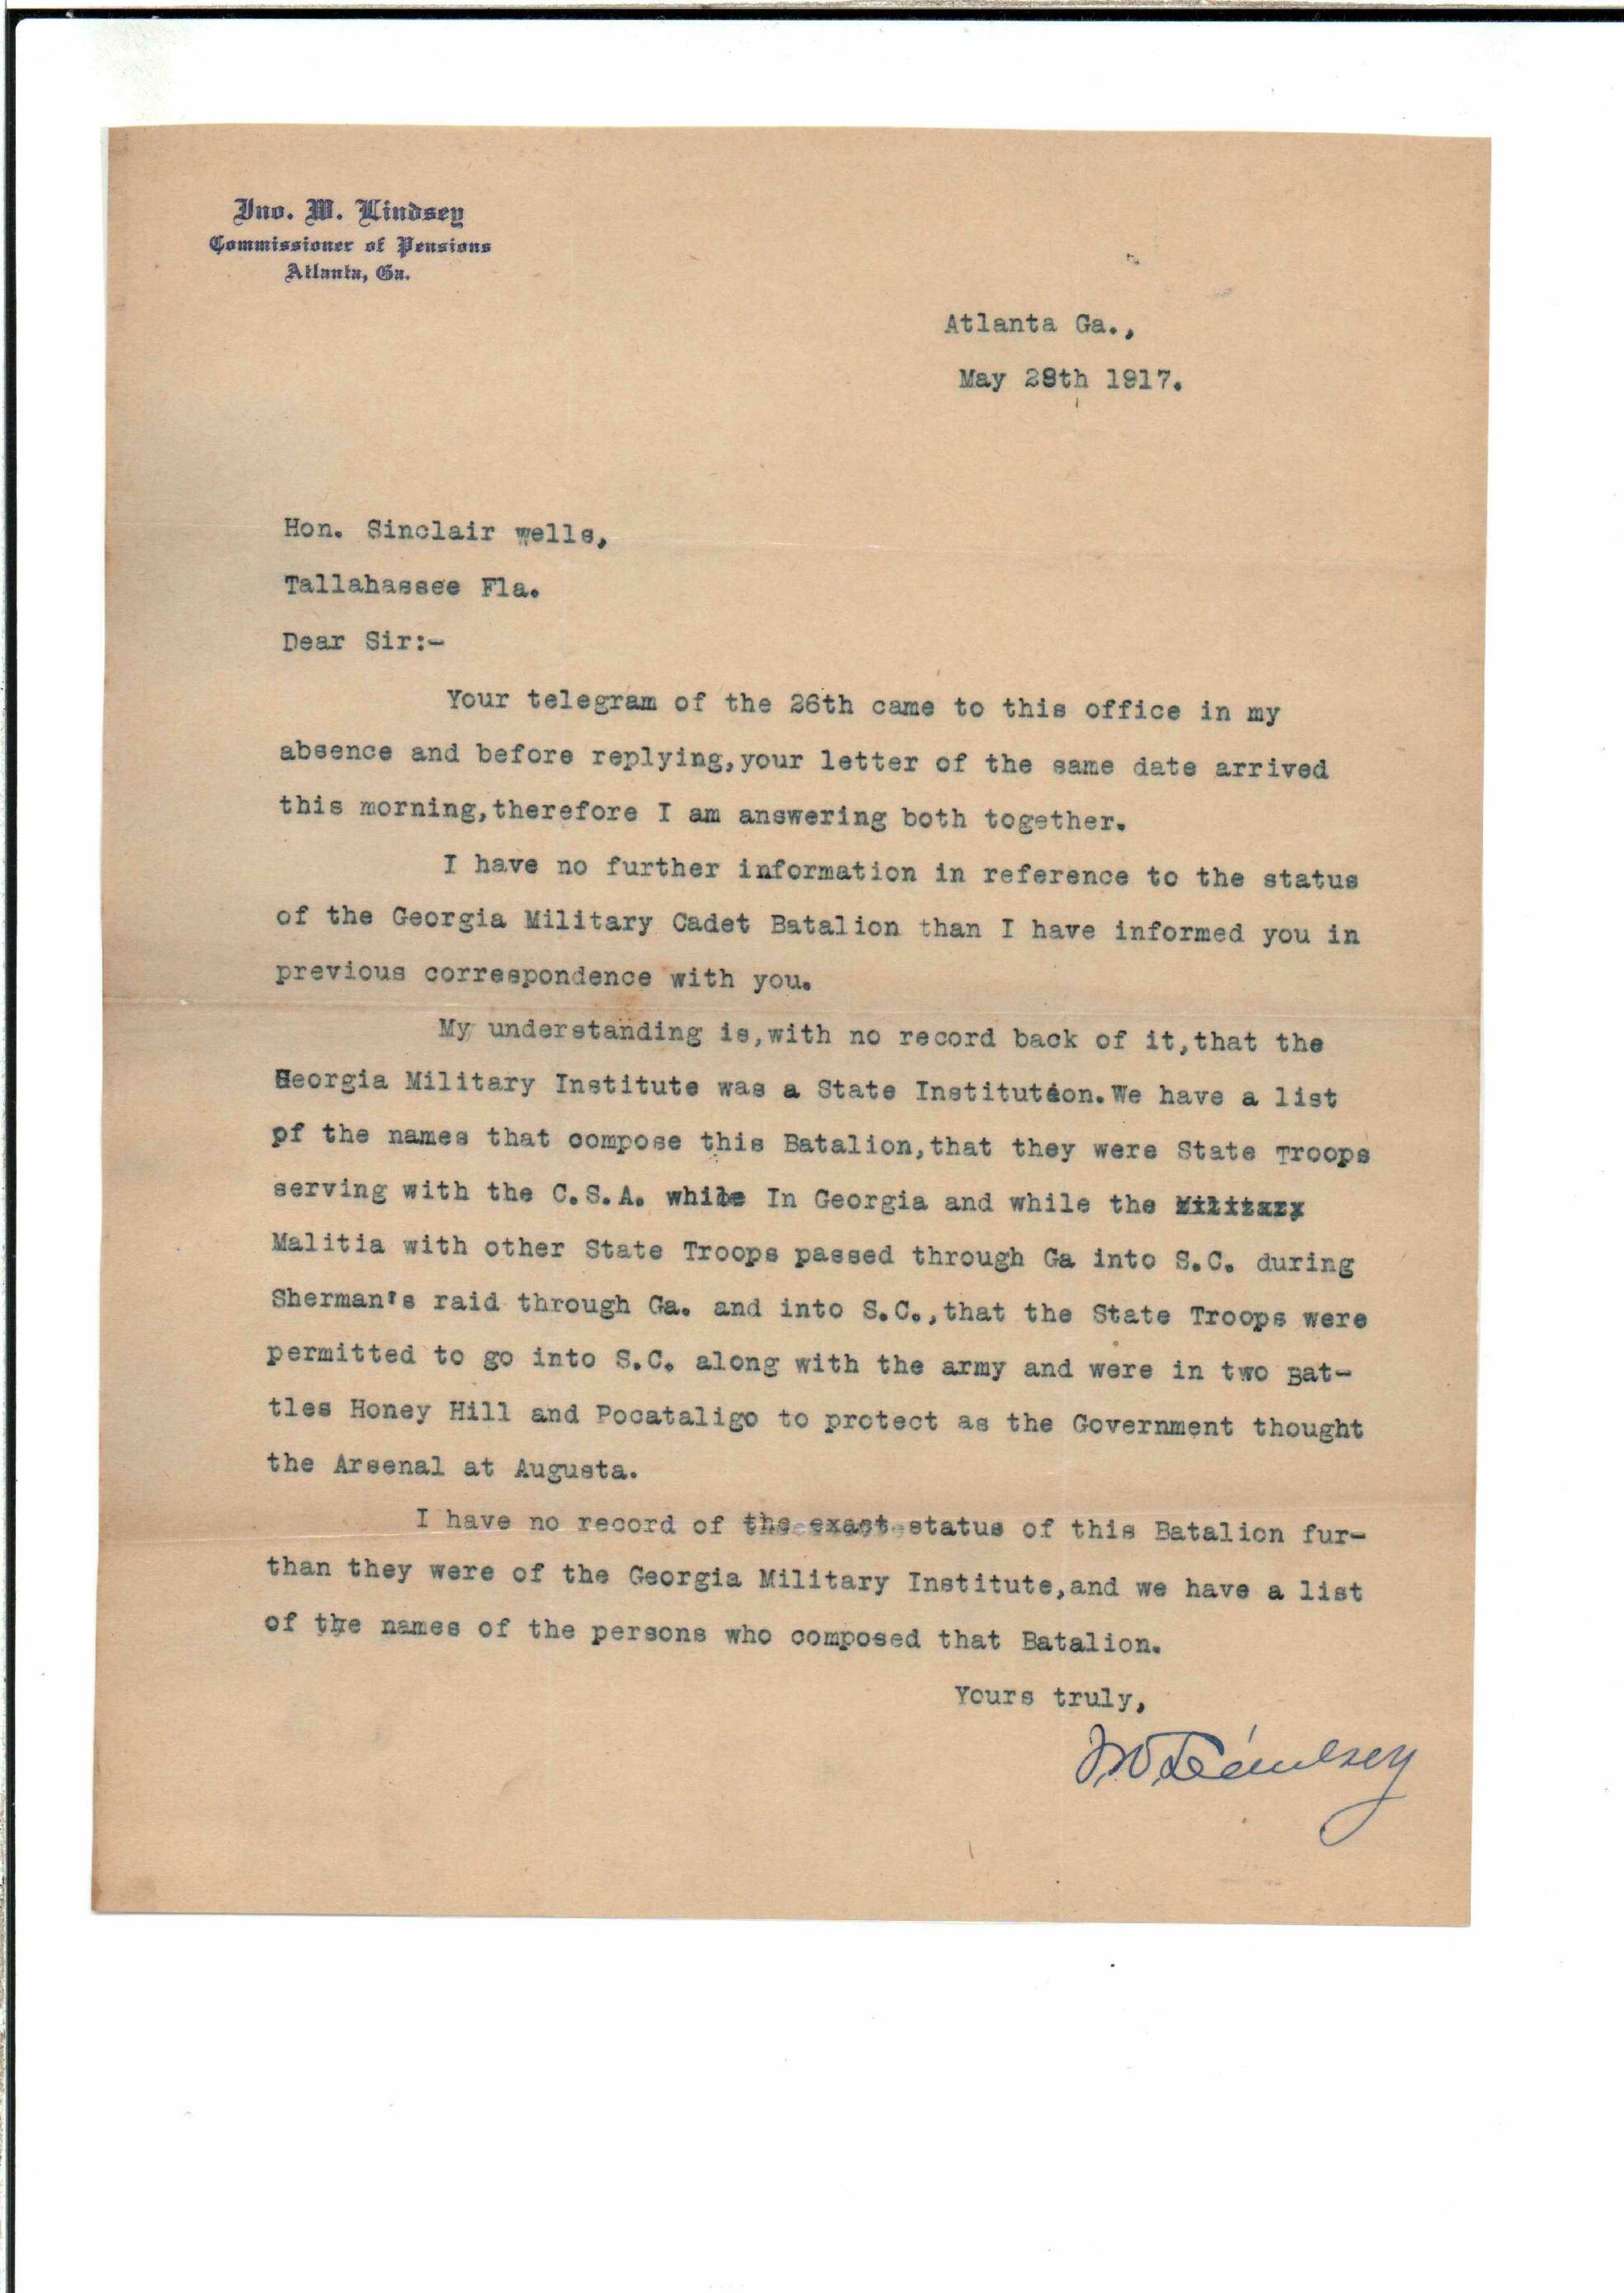 Jno. W. Lindsey
Commissioner of Pensions
Atlanta, Ga.
Atlanta Ga.,
May 28th 1917.
Hon. Sinclair wells,
Tallahassee Fla.
Dear Sir:-
Your telegram of the 26th came to this office in my
absence and before replying,your letter of the same date arrived
this morning,therefore I am answering both together.
I have no further information in reference to the status
of the Georgia Military Cadet Batalion than I have informed you in
previous correspondence with you.
My understanding is,with no record back of it,that the
Georgia Military Institute was a State Institution.We have a list
pf the names that compose this Batalion,that they were State Troops
serving with the C.S.A. while In Georgia and while the Military
Malitia with other State Troops passed through Ga into S.C. during
Sherman's raid through Ga. and into S.C.,that the State Troops were
permitted to go into S.C. along with the army and were in two Bat-
tles Honey Hill and Pocataligo to protect as the Government thought
the Arsenal at Augusta.
I have no record of the exact status of this Batalion fur-
than they were of the Georgia Military Institute,and we have a list
of the names of the persons who composed that Batalion.
Yours truly,
J.W. Lindsey